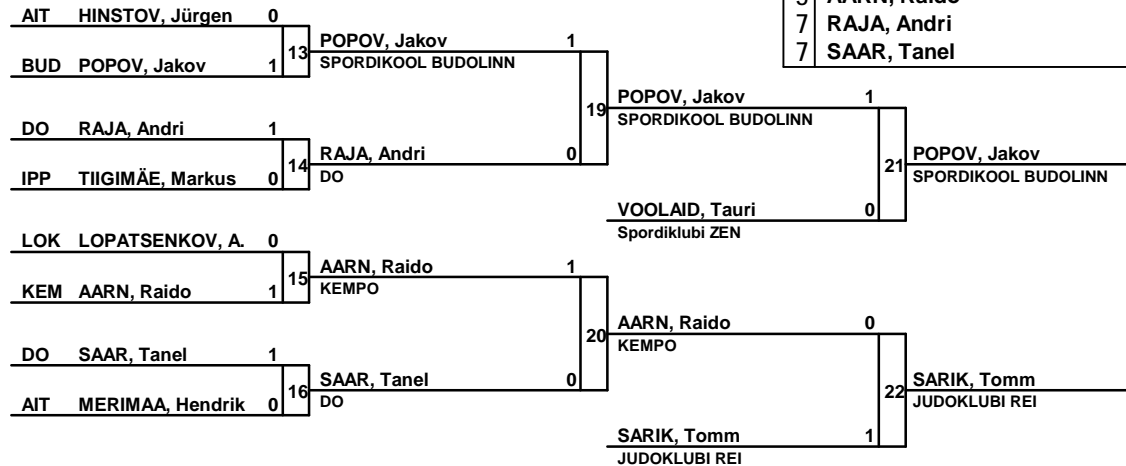 AIT HINSTOV, Jürgen 0
BUD POPOV, Jakov 1
13
POPOV, Jakov 1
SPORDIKOOL BUDOLINN
DO RAJA, Andri 1
IPP TIIGIMÄE, Markus 0
14
RAJA, Andri 0
DO
19
POPOV, Jakov 1
SPORDIKOOL BUDOLINN
VOOLAID, Tauri 0
Spordiklubi ZEN
21
POPOV, Jakov
SPORDIKOOL BUDOLINN
LOK LOPATSENKOV, A. 0
KEM AARN, Raido 1
15
AARN, Raido 1
KEMPO
DO SAAR, Tanel 1
AIT MERIMAA, Hendrik 0
16
SAAR, Tanel 0
DO
20
AARN, Raido 0
KEMPO
SARIK, Tomm 1
JUDOKLUBI REI
22
SARIK, Tomm
JUDOKLUBI REI
5 AARN, Raido
7 RAJA, Andri
7 SAAR, Tanel